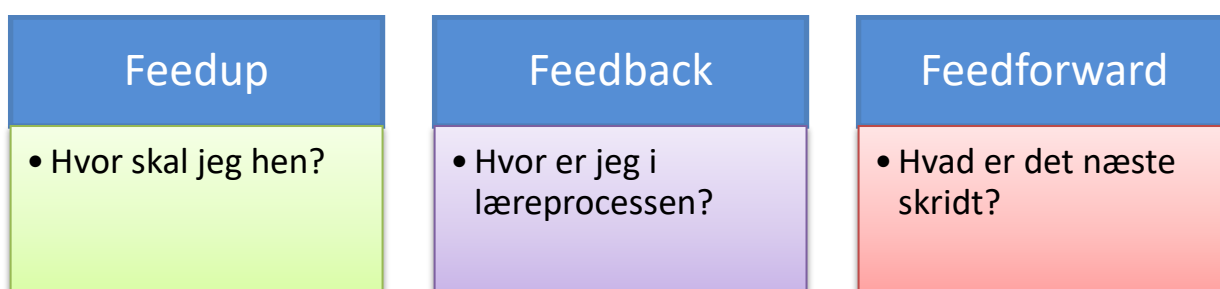 Feedup
• Hvor skal jeg hen?
Feedback
• Hvor er jeg i
læreprocessen?
Feedforward
• Hvad er det næste
skridt?